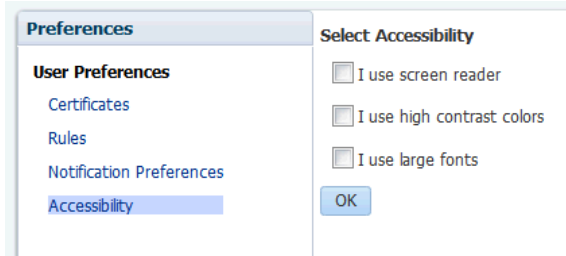 Preferences
User Preferences
Certificates
Rules
Notification Preferences
Accessibility
Select Accessibility
I use screen reader
I use high contrast colors
I use large fonts
OK